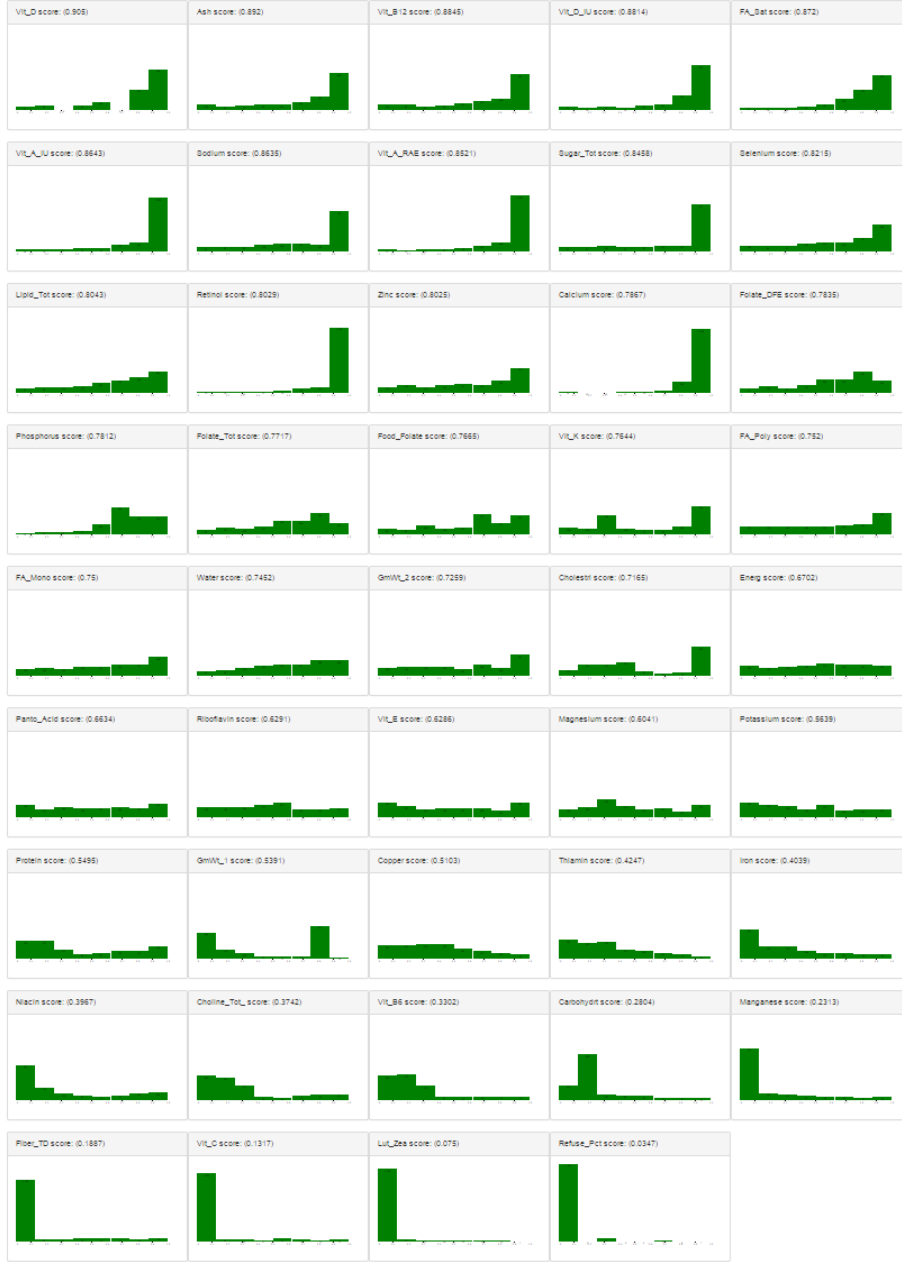 Vit_D score: (0.905)
Ash score: (0.892)
Vit_B12 score: (0.8845)
Vit_D_IU score: (0.8814)
FA_Sat score: (0.872)
Vit_A_IU score: (0.8643)
Sodium score: (0.8635)
Vit_A_RAE score: (0.8521)
Sugar_Tot score: (0.8458)
Selenium score: (0.8215)
Lipid_Tot score: (0.8043)
Retinol score: (0.8029)
Zinc score: (0.8025)
Calcium score: (0.7867)
Folate_DFE score: (0.7835)
Phosphorus score: (0.7812)
Folate_Tot score: (0.7717)
Food_Folate score: (0.7665)
Vit_K score: (0.7644)
FA_Poly score: (0.752)
FA_Mono score: (0.75)
Water score: (0.7452)
GmWt_2 score: (0.7259)
Cholestrl score: (0.7165)
Energ score: (0.6702)
Panto_Acid score: (0.6634)
Riboflavin score: (0.6291)
Vit_E score: (0.6286)
Magnesium score: (0.6041)
Potassium score: (0.5639)
Protein score: (0.5495)
GmWt_1 score: (0.5391)
Copper score: (0.5103)
Thiamin score: (0.4247)
Iron score: (0.4039)
Niacin score: (0.3967)
Choline_Tot_ score: (0.3742)
Vit_B6 score: (0.3302)
Carbohydrt score: (0.2804)
Manganese score: (0.2313)
Fiber_TD score: (0.1887)
Vit_C score: (0.1317)
Lut_Zea score: (0.075)
Refuse_Pct score: (0.0347)